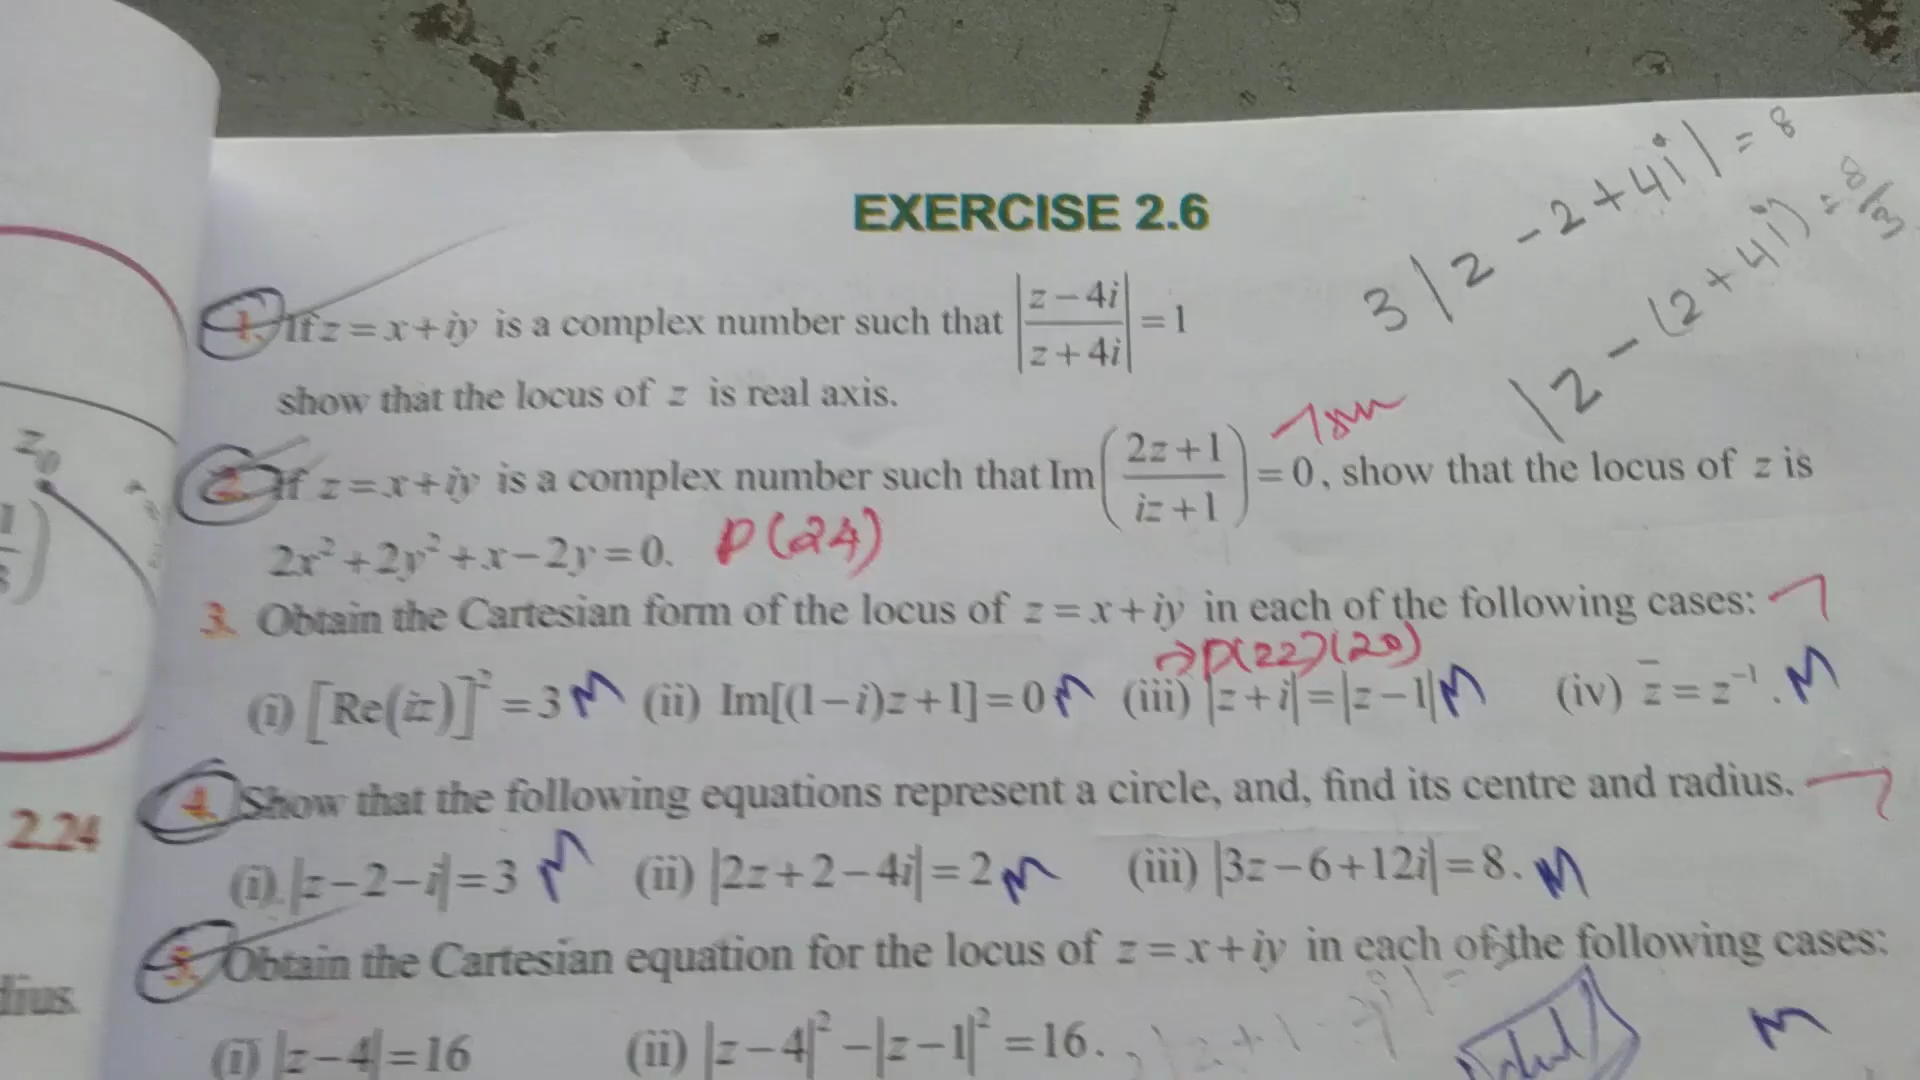 EXERCISE 2.6
3|z-2+4i|=8
|z-(2+4i)=8/3
1. If z = x + iy is a complex number such that |z-4i / z+4i| = 1
show that the locus of z is real axis.
2. If z = x + iy is a complex number such that Im(2z+1 / iz+1) = 0, show that the locus of z is
2x² + 2y² + x - 2y = 0. P(24)
3. Obtain the Cartesian form of the locus of z = x + iy in each of the following cases:
→P(22)(20)
(i) [Re(iz)]² = 3 M (ii) Im[(1-i)z+1] = 0 M (iii) |z+i| = |z-1| M (iv) z̄ = z⁻¹. M
4. Show that the following equations represent a circle, and, find its centre and radius.
(i) |z-2-i| = 3 M (ii) |2z+2-4i| = 2 M (iii) |3z-6+12i| = 8. M
5. Obtain the Cartesian equation for the locus of z = x + iy in each of the following cases:
(i) |z-4| = 16 (ii) |z-4|² - |z-1|² = 16. M
z₀
2.24
dius.